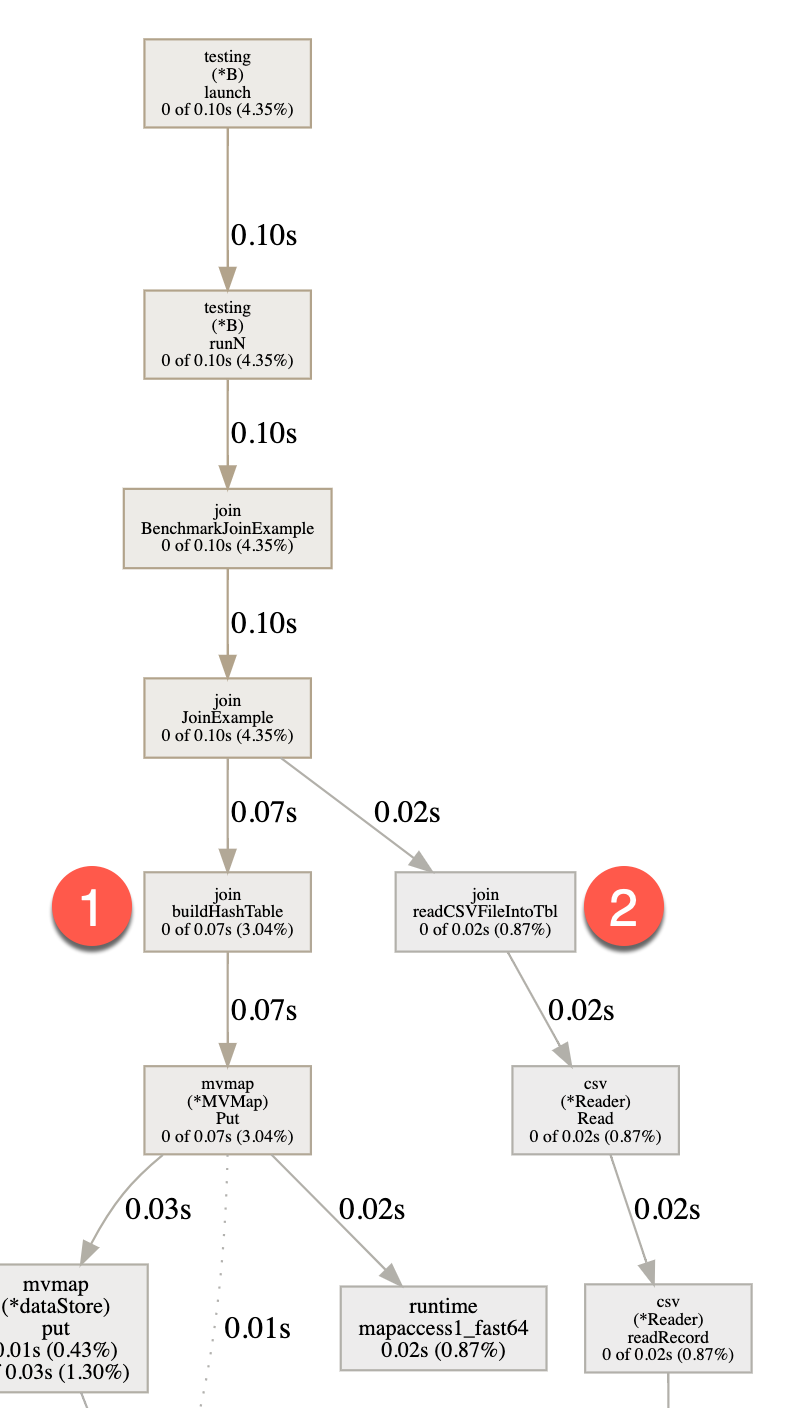 testing
(*B)
launch
0 of 0.10s (4.35%)
0.10s
testing
(*B)
runN
0 of 0.10s (4.35%)
0.10s
join
BenchmarkJoinExample
0 of 0.10s (4.35%)
0.10s
join
JoinExample
0 of 0.10s (4.35%)
0.07s
0.02s
1
join
buildHashTable
0 of 0.07s (3.04%)
join
readCSVFileIntoTbl
0 of 0.02s (0.87%)
2
0.07s
0.02s
mvmap
(*MVMap)
Put
0 of 0.07s (3.04%)
csv
(*Reader)
Read
0 of 0.02s (0.87%)
0.03s
0.02s
0.02s
mvmap
(*dataStore)
put
0.01s (0.43%)
0.03s (1.30%)
0.01s
runtime
mapaccess1_fast64
0.02s (0.87%)
csv
(*Reader)
readRecord
0 of 0.02s (0.87%)